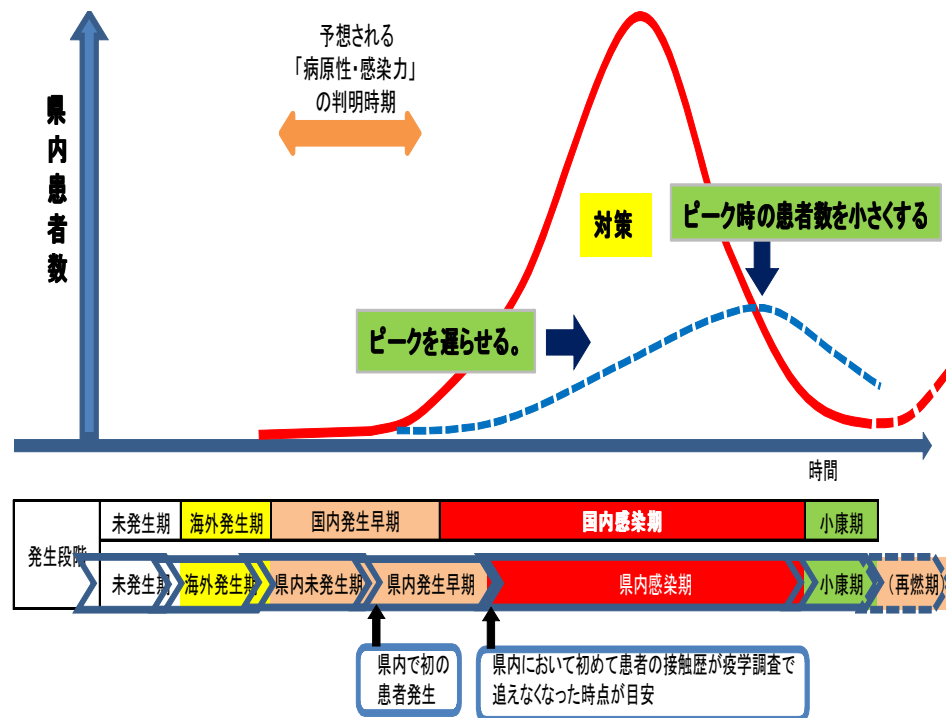 予想される
「病原性・感染力」
の判明時期
県内患者数
対策
ピーク時の患者数を小さくする
ピークを遅らせる。
時間
発生段階
未発生期 海外発生期 国内発生早期 国内感染期 小康期
未発生期 海外発生期 県内未発生期 県内発生早期 県内感染期 小康期 (再燃期)
県内で初の
患者発生
県内において初めて患者の接触歴が疫学調査で
追えなくなった時点が目安